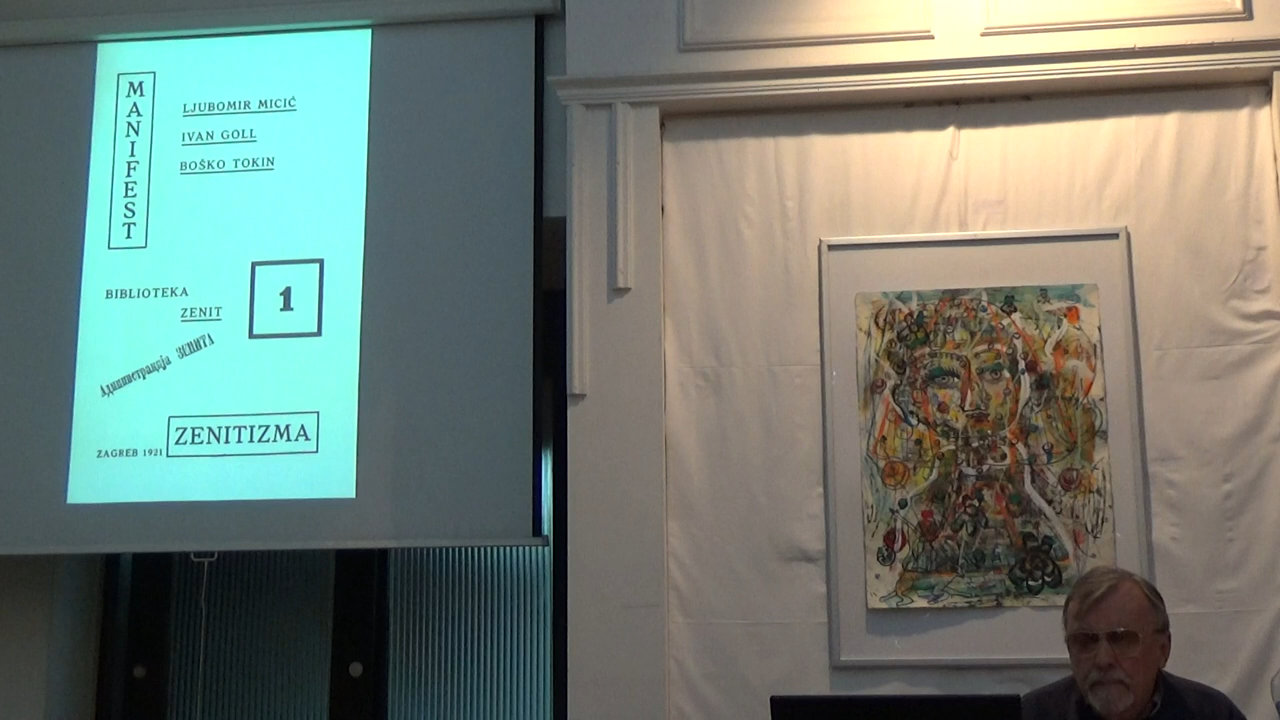 MANIFEST
LJUBOMIR MICIĆ
IVAN GOLL
BOŠKO TOKIN
BIBLIOTEKA
ZENIT
1
Администрација ЗЕНИТА
ZENITIZMA
ZAGREB 1921